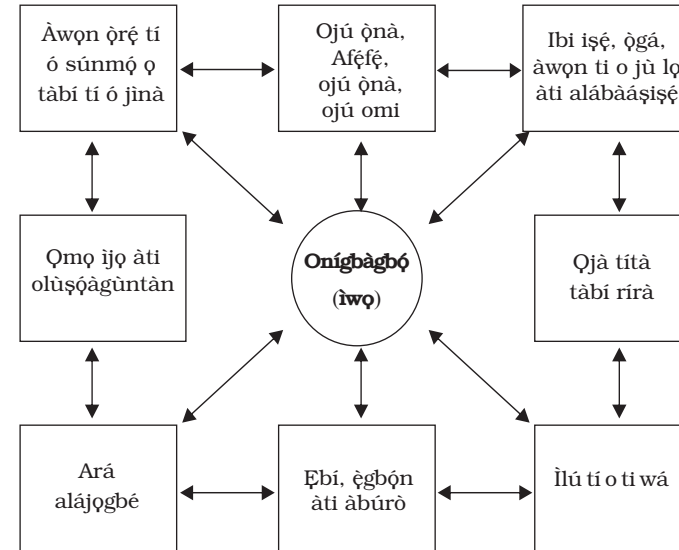 Àwọn ọ̀rẹ́ tí
ó súnmọ́ ọ
tàbí tí ó jìnà
Ojú ọ̀nà,
Afẹ́fẹ́,
ojú ọ̀nà,
ojú omi
Ibi iṣẹ́, ọ̀gá,
àwọn ti o jù lọ
àti alábàáṣiṣẹ́
Ọmọ ìjọ àti
olùṣọ́àgùntàn
Onígbàgbọ́
(ìwọ)
Ọjà títà
tàbí rírà
Ará
alájọgbé
Ẹbí, ẹ̀gbọ́n
àti àbúrò
Ìlú tí o ti wá